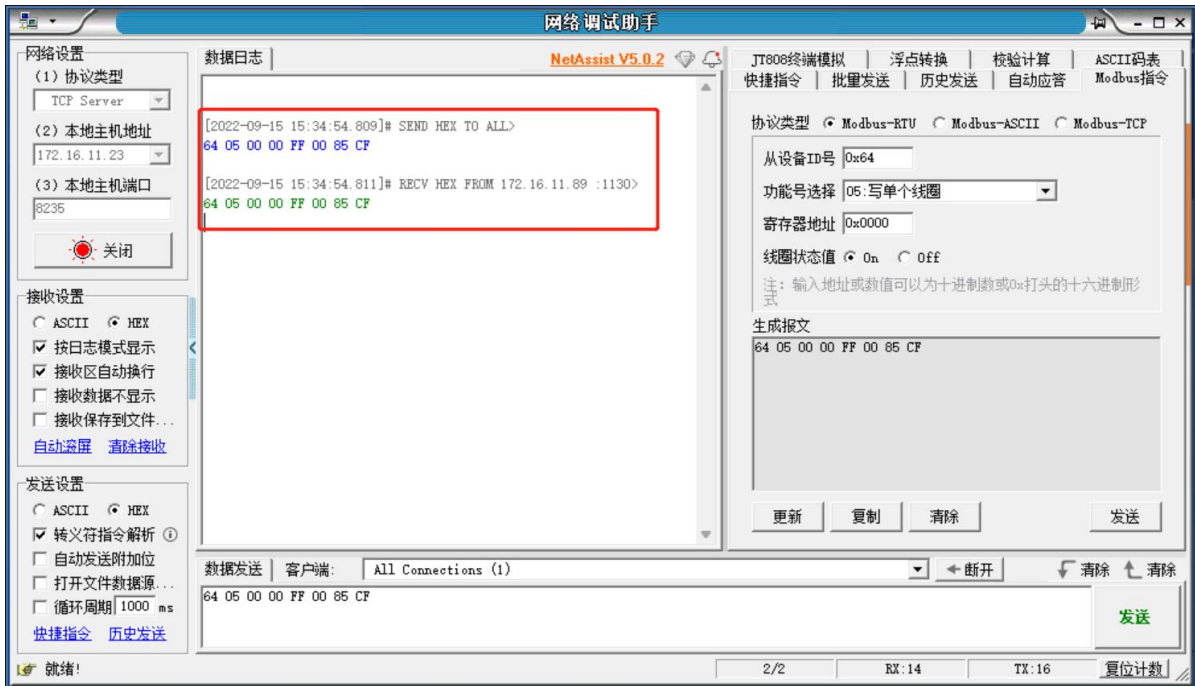 网络调试助手
网络设置
(1) 协议类型
TCP Server
(2) 本地主机地址
172.16.11.23
(3) 本地主机端口
8235
关闭
接收设置
ASCII HEX
按日志模式显示
接收区自动换行
接收数据不显示
接收保存到文件...
自动滚屏 清除接收
发送设置
ASCII HEX
转义符指令解析
自动发送附加位
打开文件数据源...
循环周期 1000 ms
快捷指令 历史发送
数据日志 NetAssist V5.0.2
[2022-09-15 15:34:54.809]# SEND HEX TO ALL>
64 05 00 00 FF 00 85 CF
[2022-09-15 15:34:54.811]# RECV HEX FROM 172.16.11.89 :1130>
64 05 00 00 FF 00 85 CF
JT808终端模拟 浮点转换 校验计算 ASCII码表
快捷指令 批量发送 历史发送 自动应答 Modbus指令
协议类型 Modbus-RTU Modbus-ASCII Modbus-TCP
从设备ID号 0x64
功能号选择 05:写单个线圈
寄存器地址 0x0000
线圈状态值 On Off
注: 输入地址或数值可以为十进制数或0x打头的十六进制形
式
生成报文
64 05 00 00 FF 00 85 CF
更新 复制 清除 发送
数据发送 客户端: All Connections (1) 断开 清除 清除
64 05 00 00 FF 00 85 CF
发送
就绪! 2/2 RX:14 TX:16 复位计数